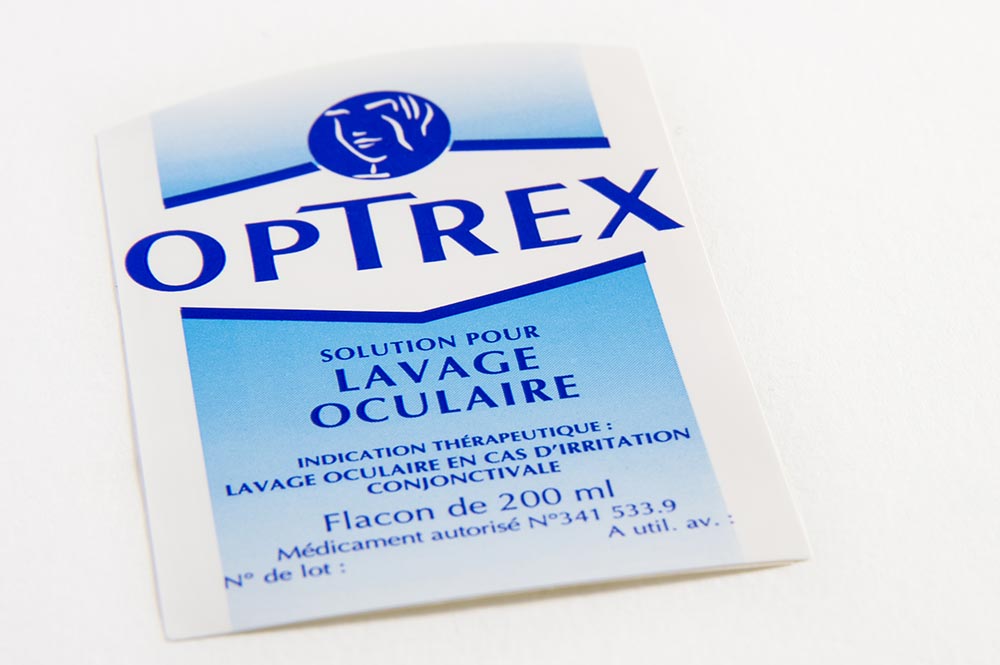 OPTREX
SOLUTION POUR
LAVAGE
OCULAIRE
INDICATION THÉRAPEUTIQUE :
LAVAGE OCULAIRE EN CAS D'IRRITATION
CONJONCTIVALE
Flacon de 200 ml
Médicament autorisé N°341 533.9
A util. av. :
N° de lot :